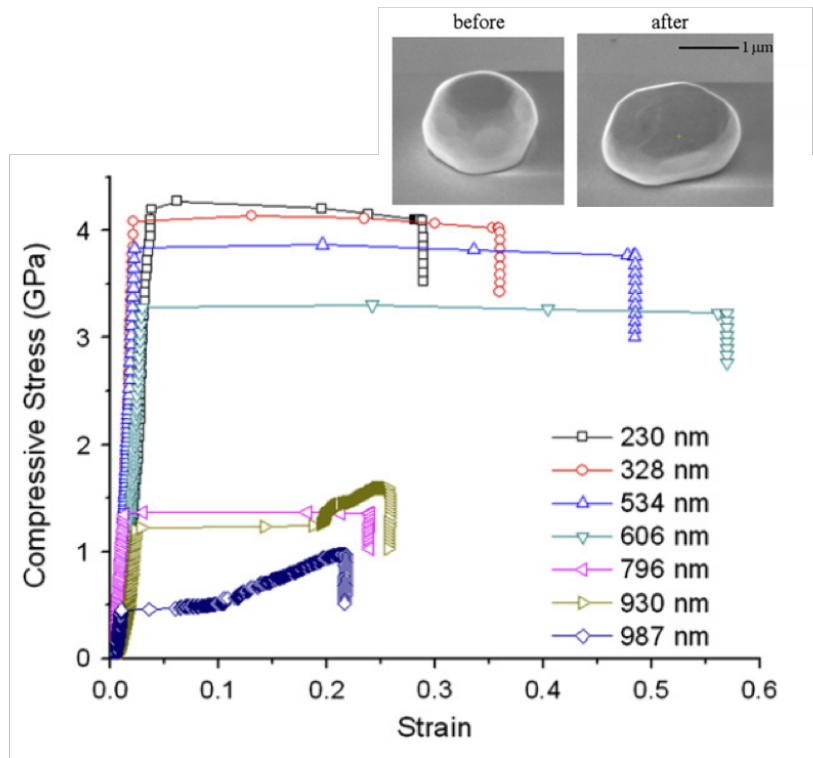 before after
1 μm
Compressive Stress (GPa)
4
3
2
1
0
230 nm
328 nm
534 nm
606 nm
796 nm
930 nm
987 nm
0.0 0.1 0.2 0.3 0.4 0.5 0.6
Strain